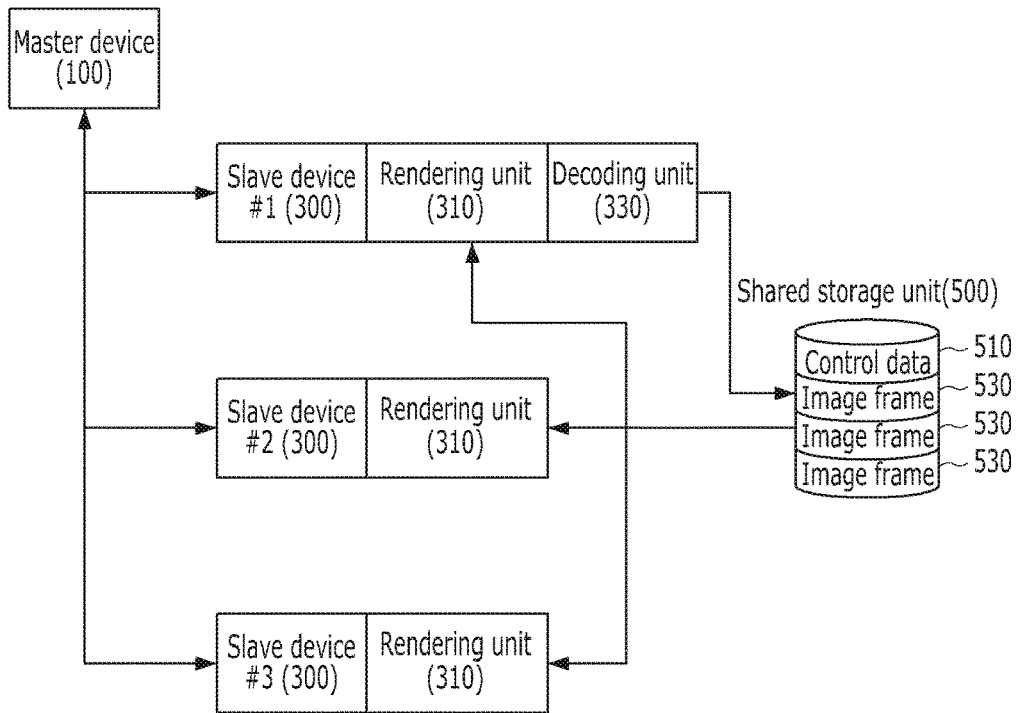 Master device
(100)
Slave device
#1 (300)
Rendering unit
(310)
Decoding unit
(330)
Shared storage unit(500)
Control data
510
Image frame
530
Image frame
530
Image frame
530
Slave device
#2 (300)
Rendering unit
(310)
Slave device
#3 (300)
Rendering unit
(310)